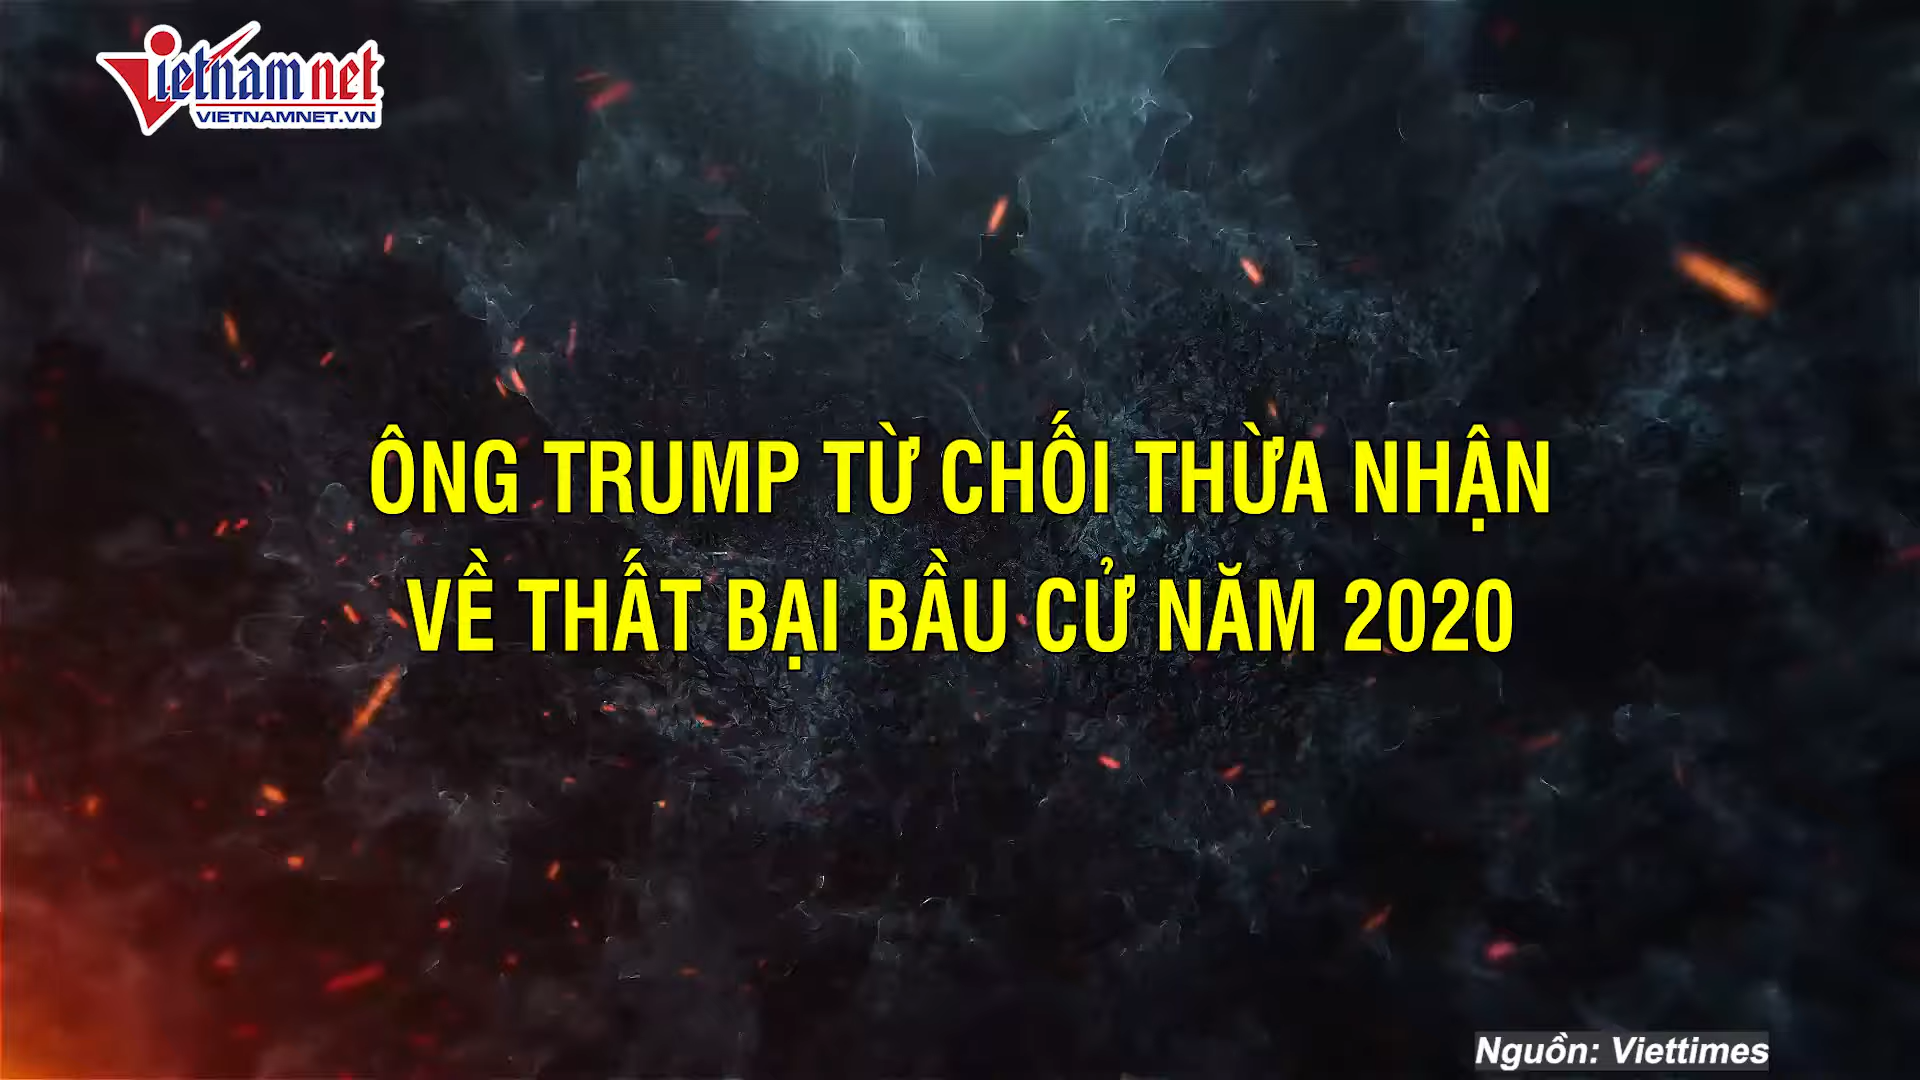 vietnamnet
VIETNAMNET.VN
ÔNG TRUMP TỪ CHỐI THỪA NHẬN
VỀ THẤT BẠI BẦU CỬ NĂM 2020
Nguồn: Viettimes